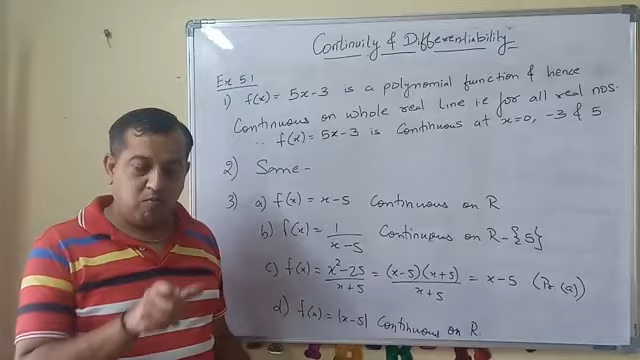 Continuity & Differentiability
Ex 5.1
1) f(x) = 5x-3 is a polynomial function & hence
Continuous on whole real line i.e for all real nos.
∴ f(x) = 5x-3 is continuous at x=0, -3 & 5
2) Same -
3) a) f(x) = x-5 Continuous on R
b) f(x) = 1/(x-5) Continuous on R-{5}
c) f(x) = (x²-25)/(x+5) = (x-5)(x+5)/(x+5) = x-5 (Pr (a))
d) f(x) = |x-5| Continuous on R